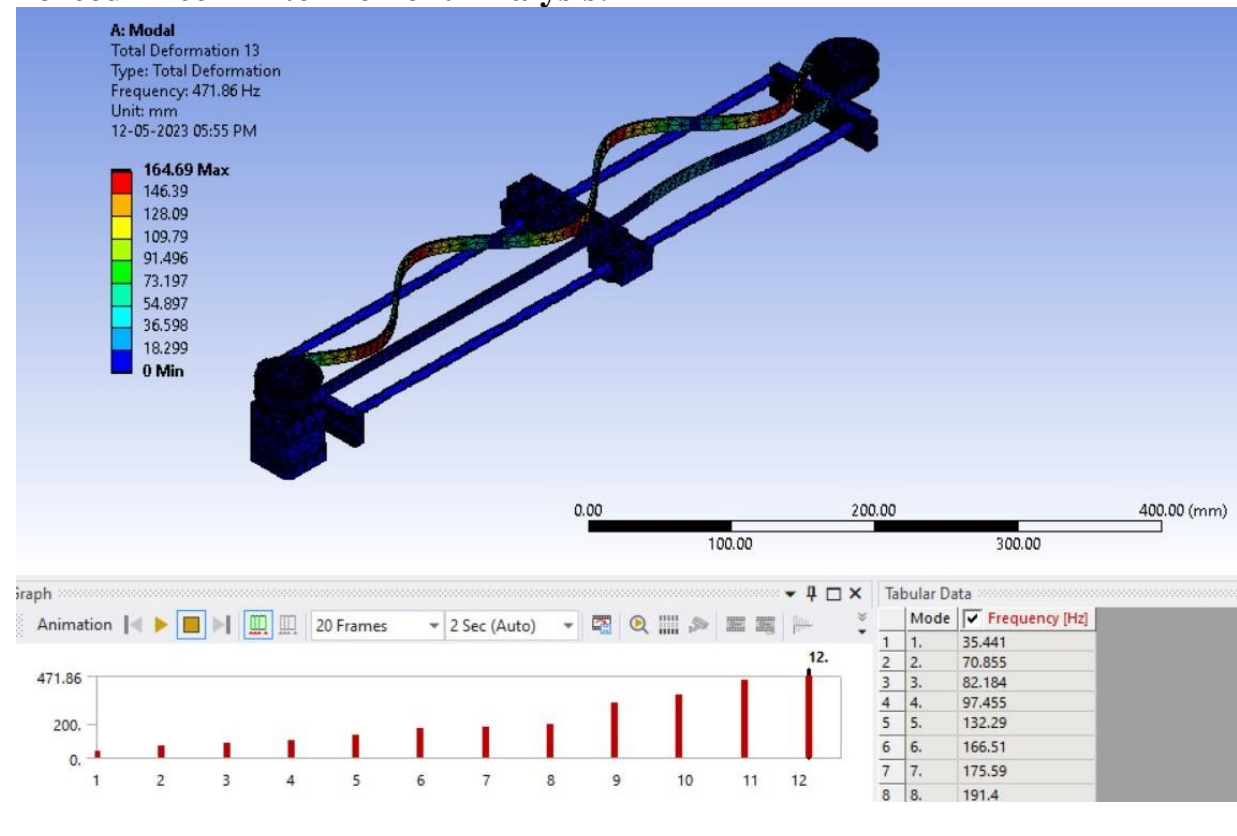 A: Modal
Total Deformation 13
Type: Total Deformation
Frequency: 471.86 Hz
Unit: mm
12-05-2023 05:55 PM
164.69 Max
146.39
128.09
109.79
91.496
73.197
54.897
36.598
18.299
0 Min
0.00 200.00 400.00 (mm)
100.00 300.00
Graph
Animation 20 Frames 2 Sec (Auto)
12.
471.86
200.
0.
1 2 3 4 5 6 7 8 9 10 11 12
Tabular Data
Mode Frequency [Hz]
1 1. 35.441
2 2. 70.855
3 3. 82.184
4 4. 97.455
5 5. 132.29
6 6. 166.51
7 7. 175.59
8 8. 191.4